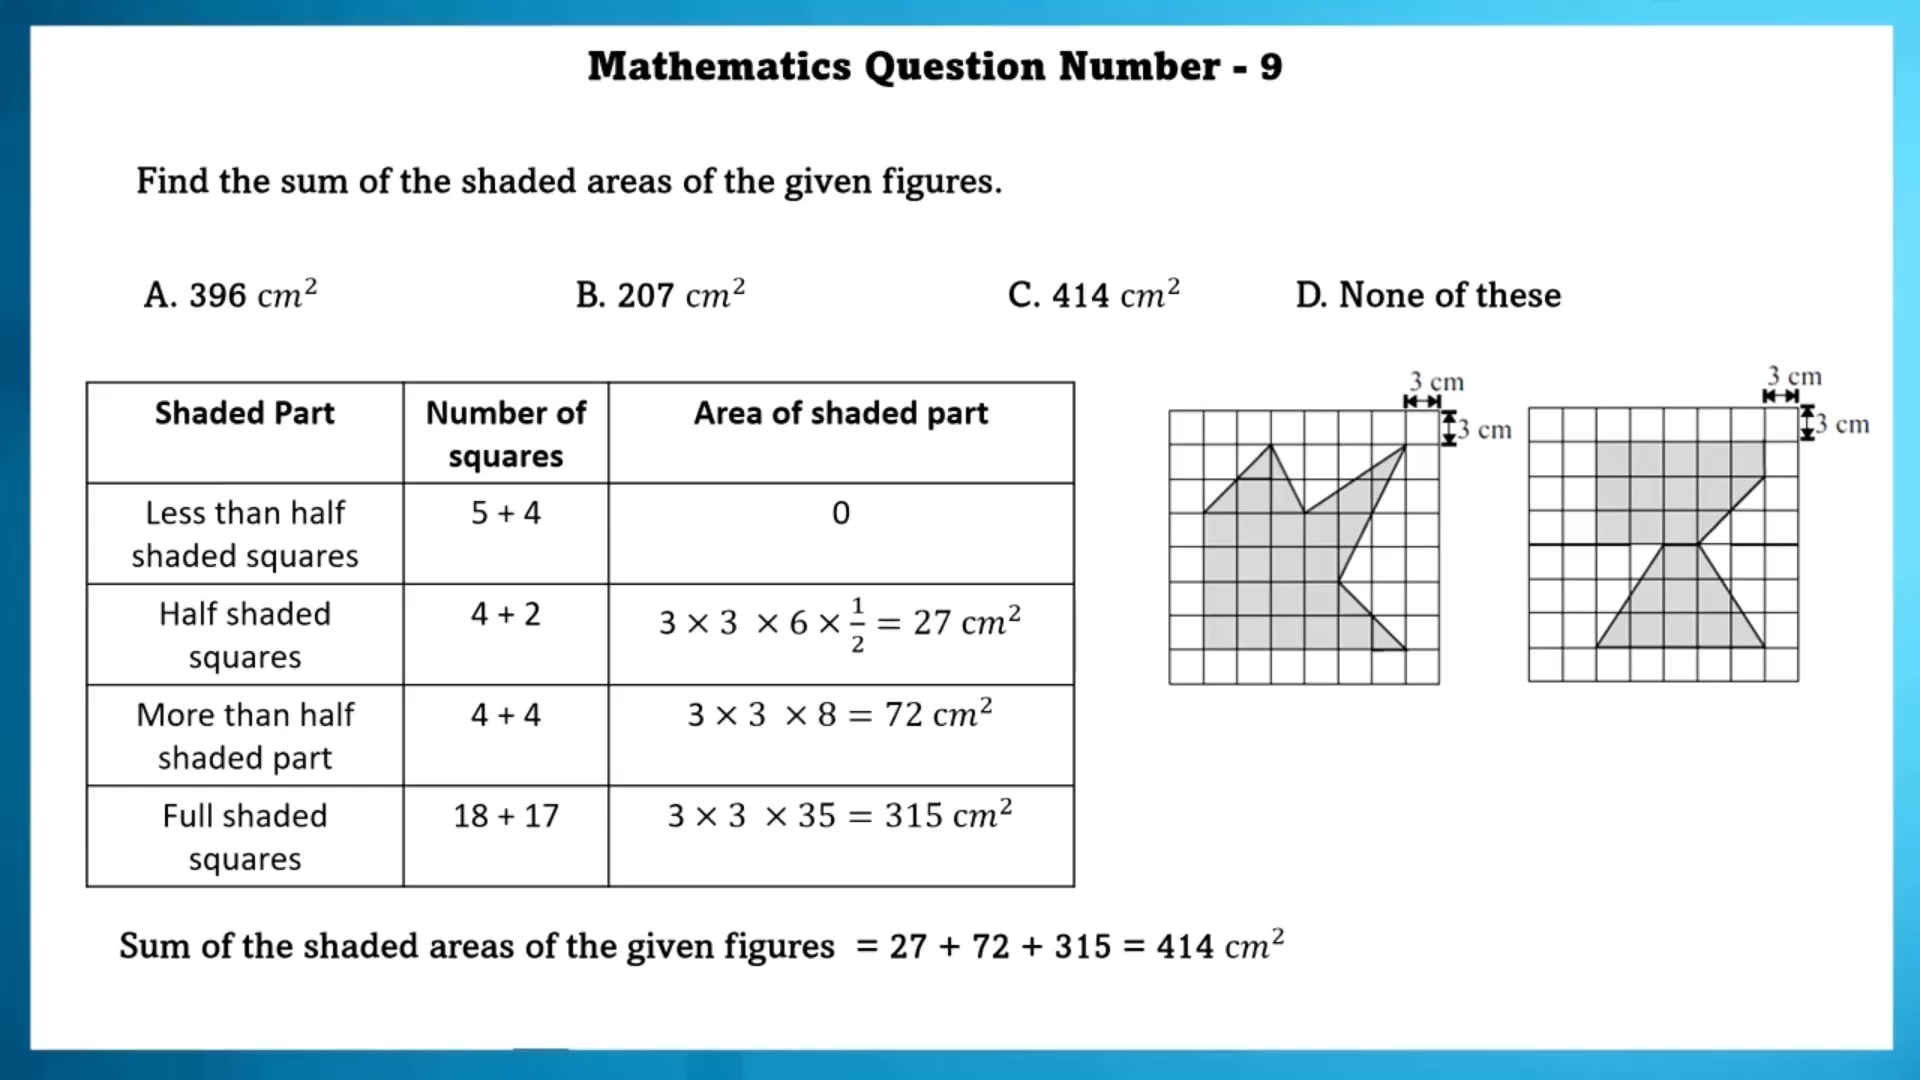 Mathematics Question Number - 9
Find the sum of the shaded areas of the given figures.
A. 396 cm² B. 207 cm² C. 414 cm² D. None of these
Shaded Part
Number of
squares
Area of shaded part
Less than half
shaded squares
5 + 4
0
Half shaded
squares
4 + 2
3 × 3 × 6 × 1/2 = 27 cm²
More than half
shaded part
4 + 4
3 × 3 × 8 = 72 cm²
Full shaded
squares
18 + 17
3 × 3 × 35 = 315 cm²
3 cm
3 cm
3 cm
3 cm
Sum of the shaded areas of the given figures = 27 + 72 + 315 = 414 cm²